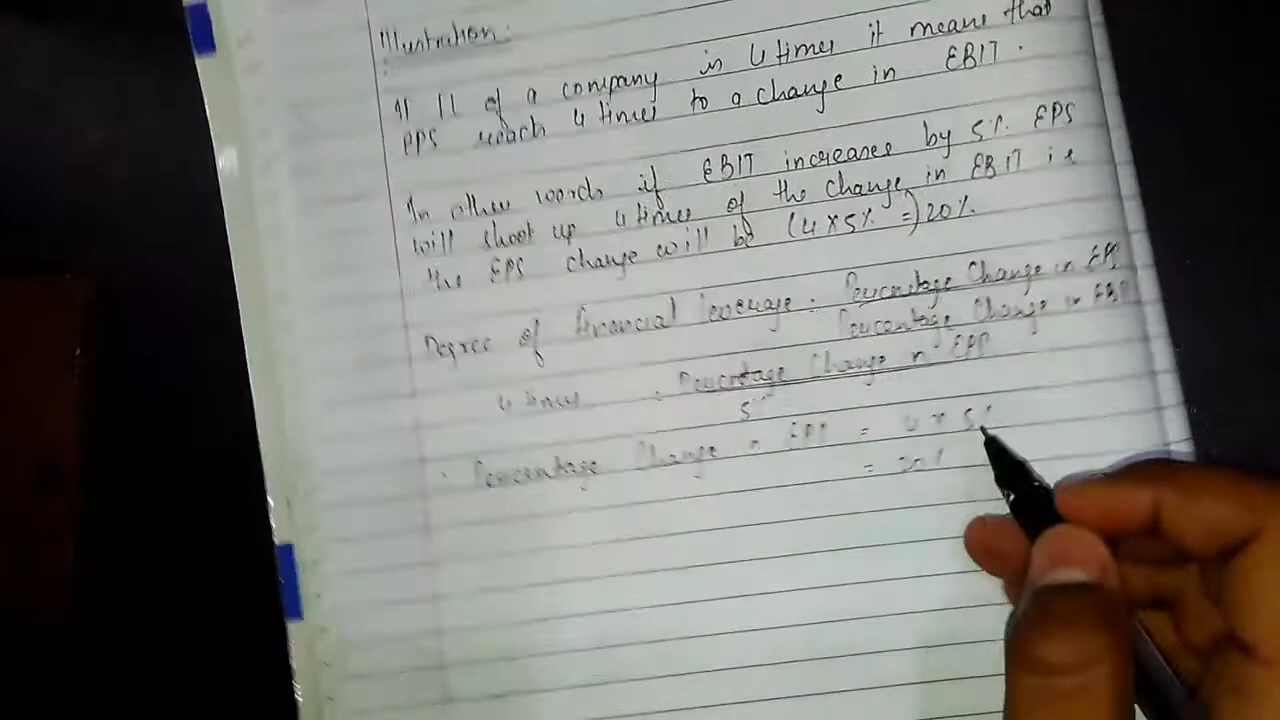 Illustration:
If fl of a company is 4 times it means that
EPS reach 4 times to a change in EBIT.
In other words if EBIT increases by 5% EPS
will shoot up 4 times of the change in EBIT i.e
the EPS change will be (4 x 5% =) 20%.
Degree of financial leverage = Percentage Change in EPS
Percentage Change in EBIT
4 times = Percentage Change in EPS
5%
Percentage Change in EPS = 4 x 5%
= 20%